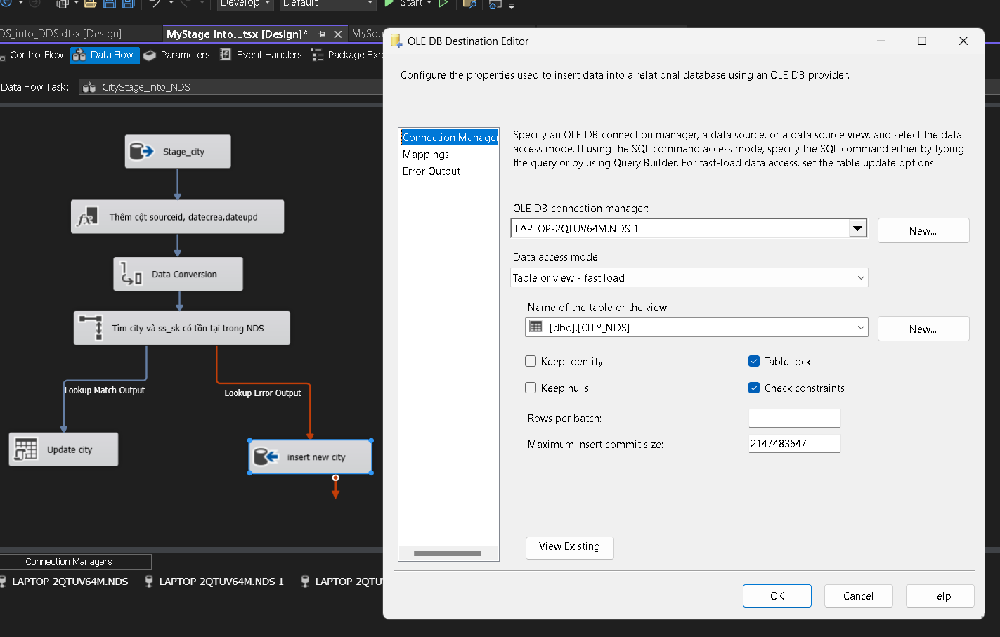 Develop
Default
Start
DS_into_DDS.dtsx [Design]
MyStage_into...tsx [Design]*
MySou
Control Flow
Data Flow
Parameters
Event Handlers
Package Exp
Data Flow Task:
CityStage_into_NDS
Stage_city
Thêm cột sourceid, datecrea,dateupd
Data Conversion
Tìm city và ss_sk có tồn tại trong NDS
Lookup Match Output
Lookup Error Output
Update city
insert new city
Connection Managers
LAPTOP-2QTUV64M.NDS
LAPTOP-2QTUV64M.NDS 1
LAPTOP-2QTU
OLE DB Destination Editor
Configure the properties used to insert data into a relational database using an OLE DB provider.
Connection Manager
Mappings
Error Output
Specify an OLE DB connection manager, a data source, or a data source view, and select the data
access mode. If using the SQL command access mode, specify the SQL command either by typing
the query or by using Query Builder. For fast-load data access, set the table update options.
OLE DB connection manager:
LAPTOP-2QTUV64M.NDS 1
New...
Data access mode:
Table or view - fast load
Name of the table or the view:
[dbo].[CITY_NDS]
New...
Keep identity
Table lock
Keep nulls
Check constraints
Rows per batch:
Maximum insert commit size:
2147483647
View Existing
OK
Cancel
Help